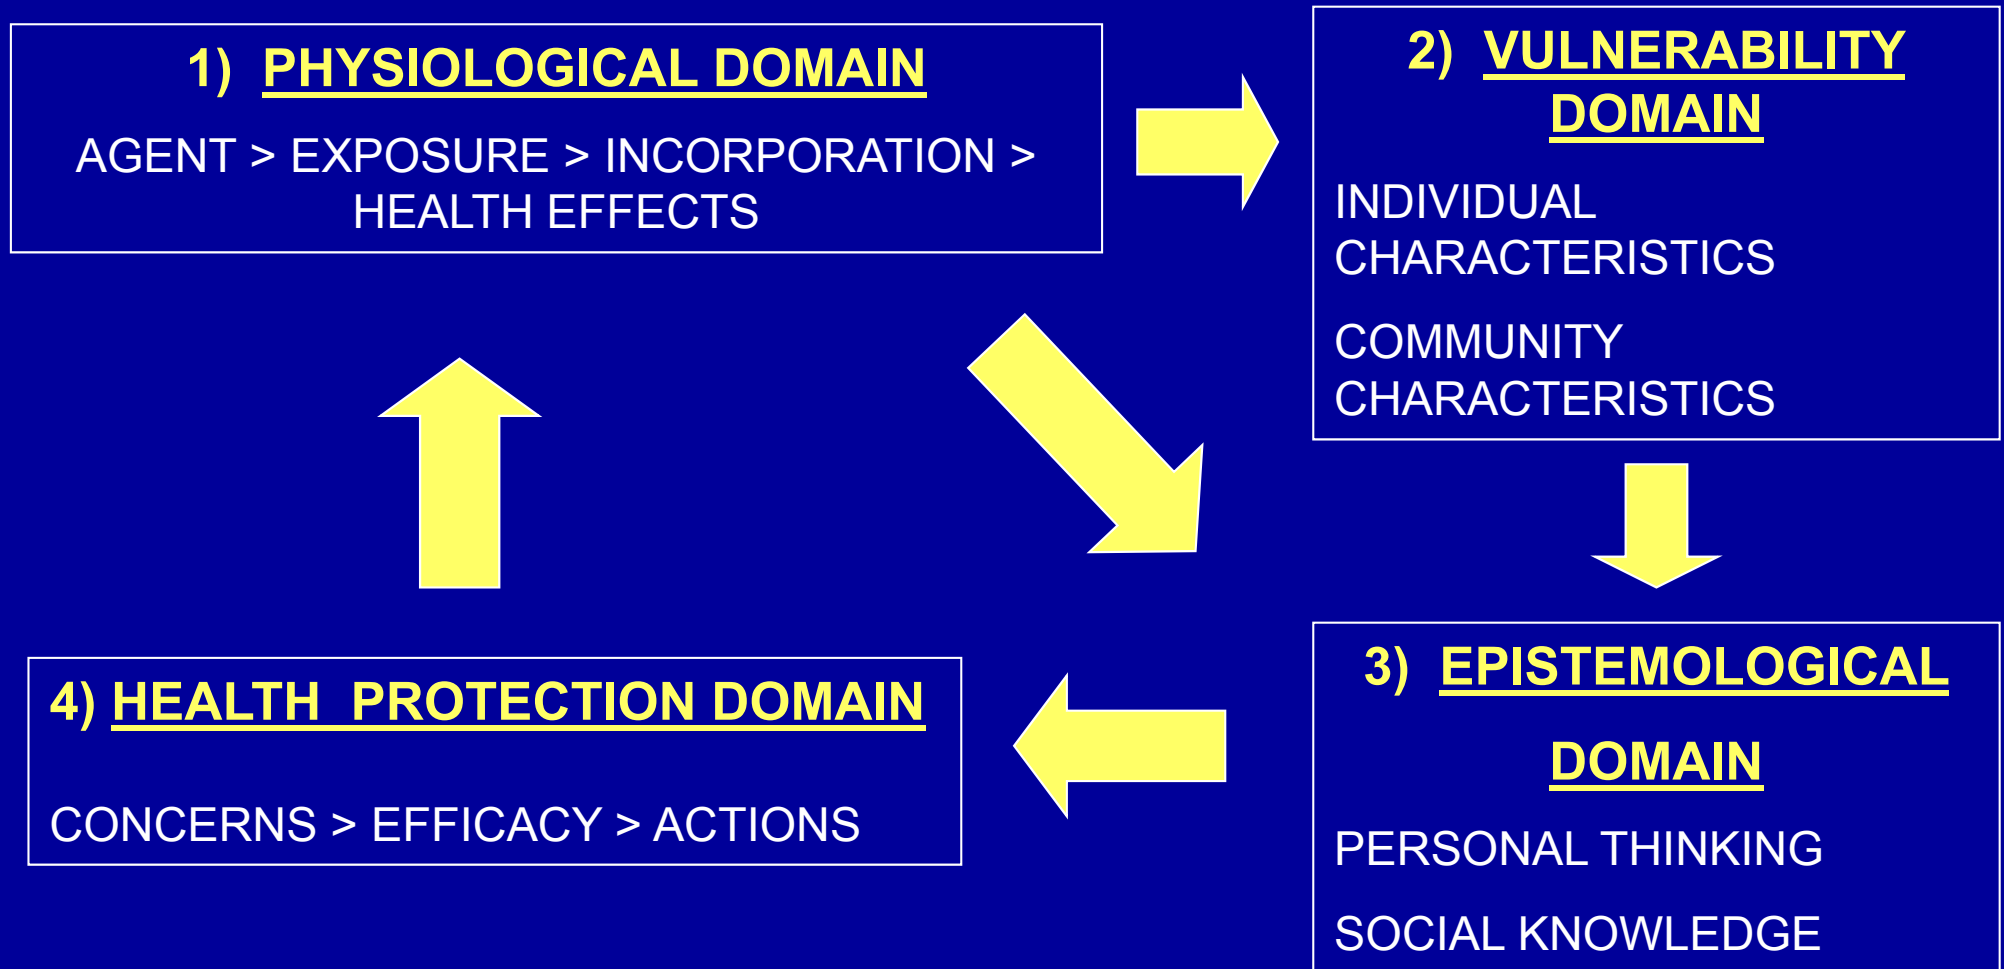 1) PHYSIOLOGICAL DOMAIN
AGENT > EXPOSURE > INCORPORATION >
HEALTH EFFECTS
2) VULNERABILITY
DOMAIN
INDIVIDUAL
CHARACTERISTICS
COMMUNITY
CHARACTERISTICS
3) EPISTEMOLOGICAL
DOMAIN
PERSONAL THINKING
SOCIAL KNOWLEDGE
4) HEALTH PROTECTION DOMAIN
CONCERNS > EFFICACY > ACTIONS